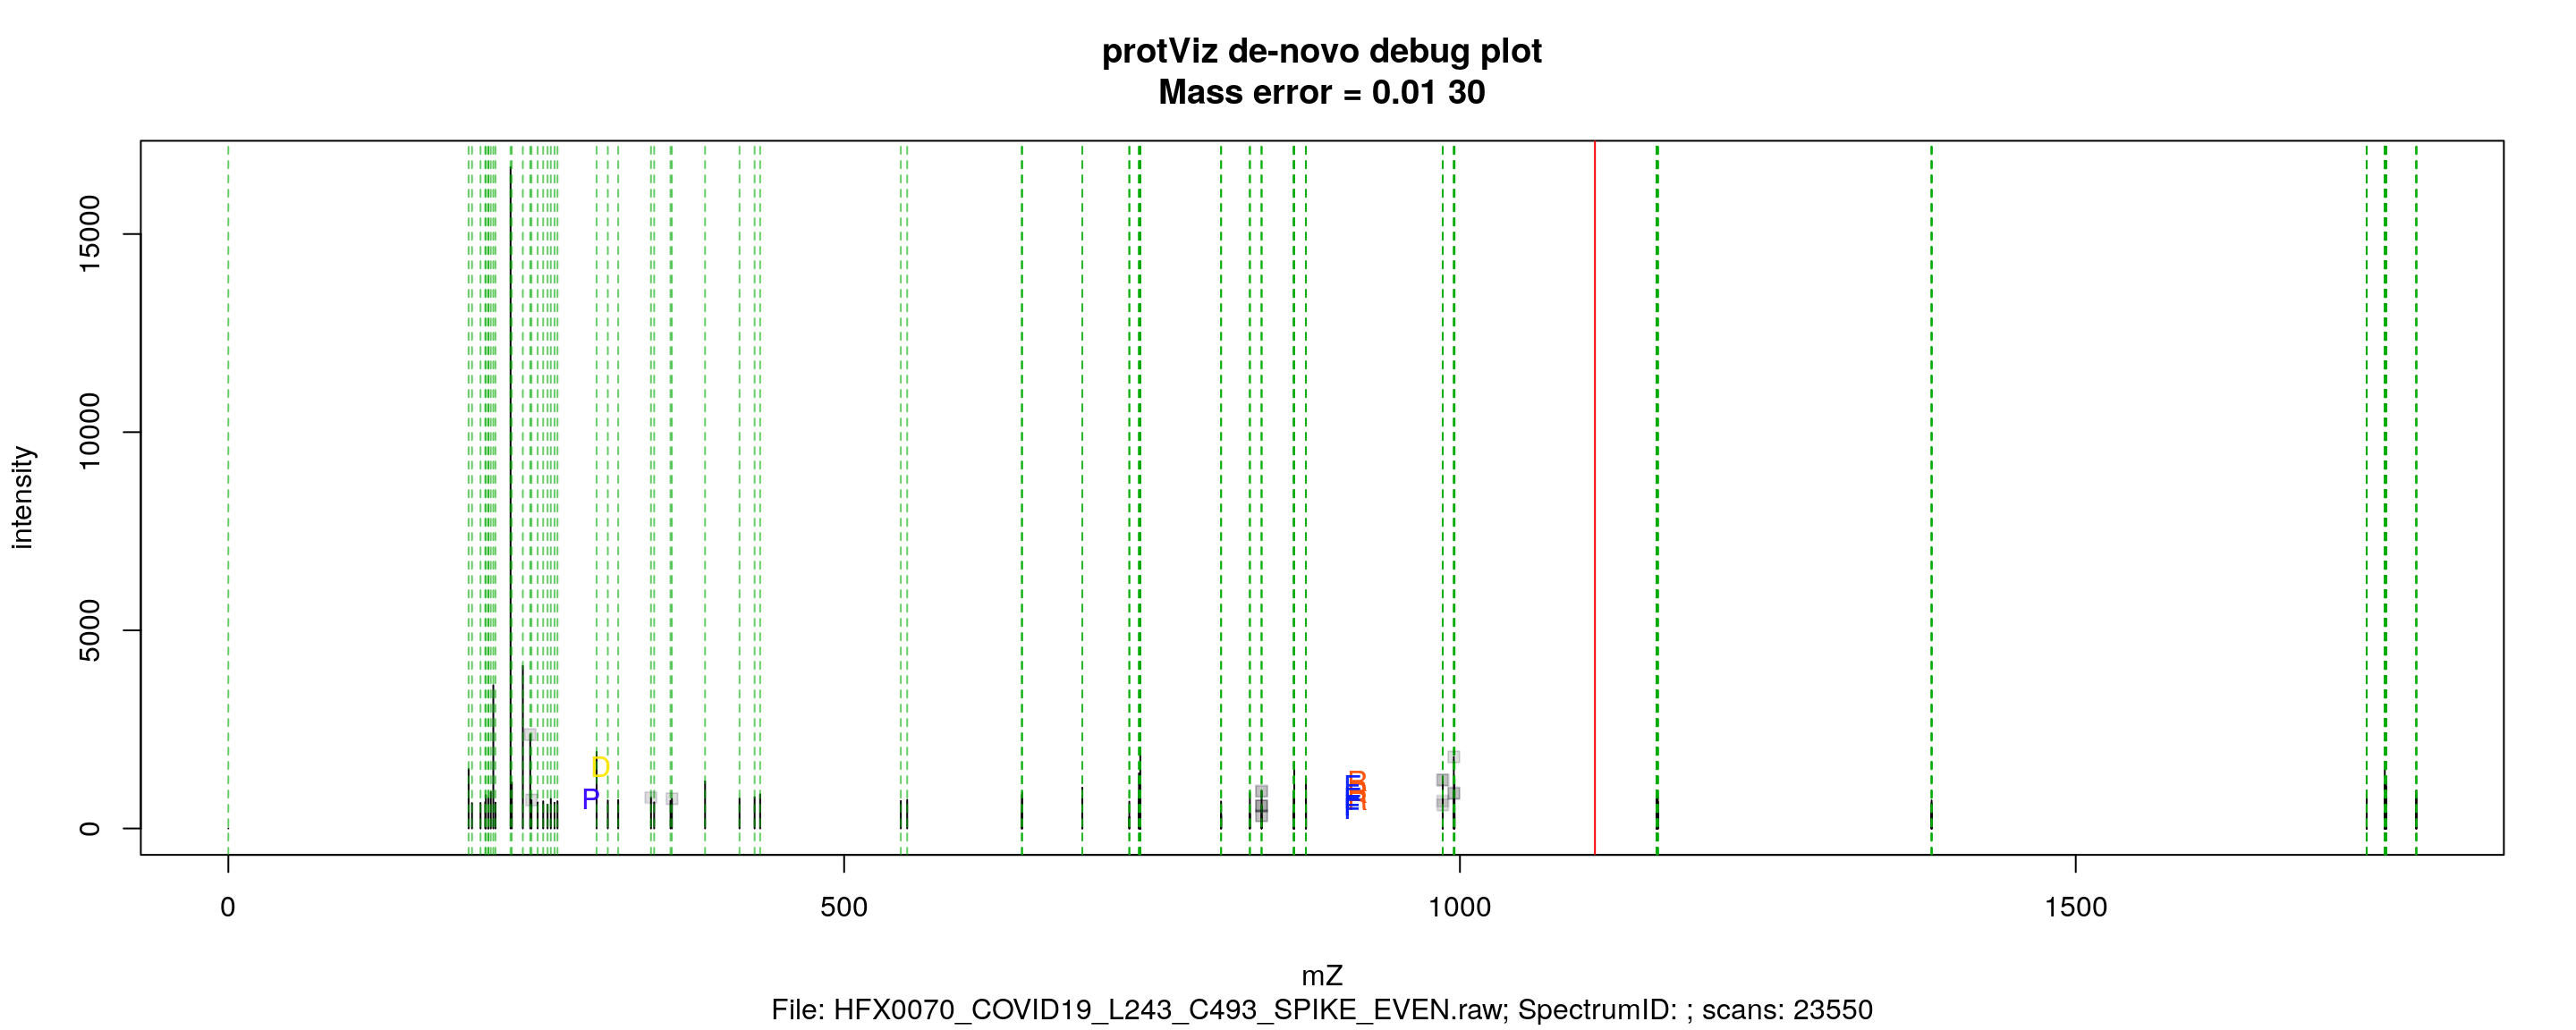 protViz de-novo debug plot
Mass error = 0.01 30
intensity
15000
10000
5000
0
D
P
0
500
1000
1500
mZ
File: HFX0070_COVID19_L243_C493_SPIKE_EVEN.raw; SpectrumID: ; scans: 23550